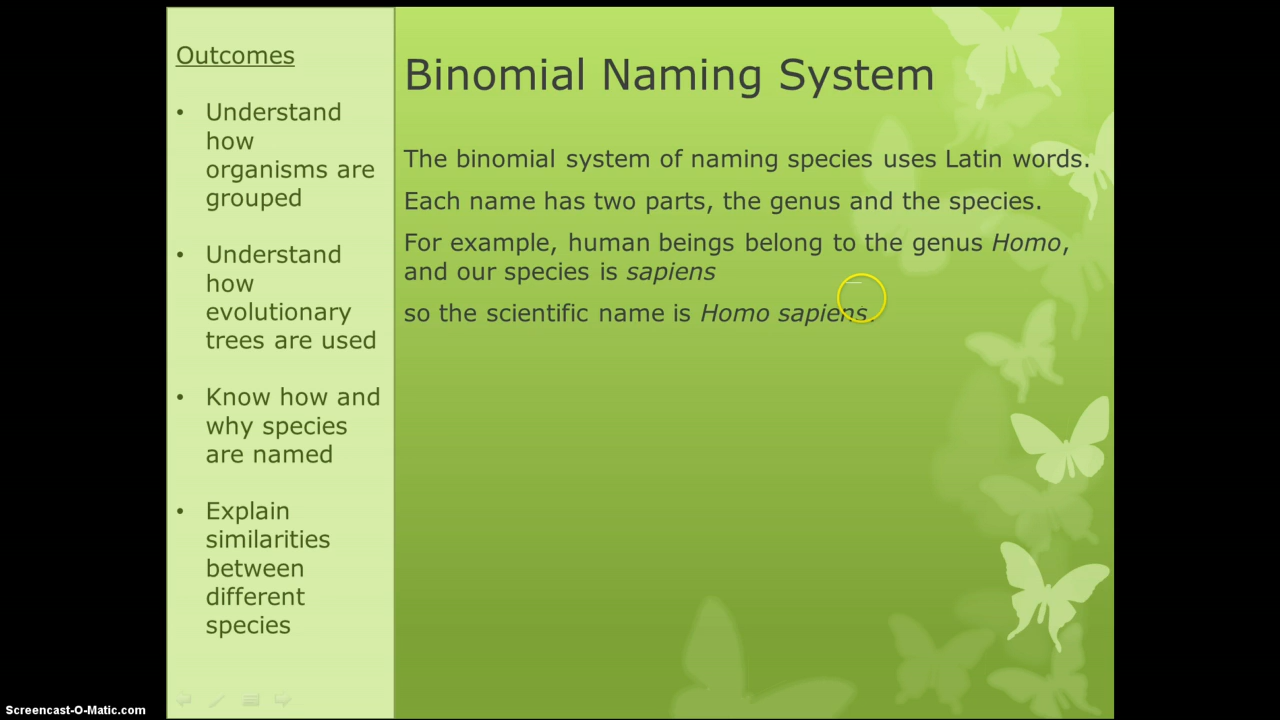 Outcomes
• Understand
how
organisms are
grouped
• Understand
how
evolutionary
trees are used
• Know how and
why species
are named
• Explain
similarities
between
different
species
Binomial Naming System
The binomial system of naming species uses Latin words.
Each name has two parts, the genus and the species.
For example, human beings belong to the genus Homo,
and our species is sapiens
so the scientific name is Homo sapiens.
Screencast-O-Matic.com